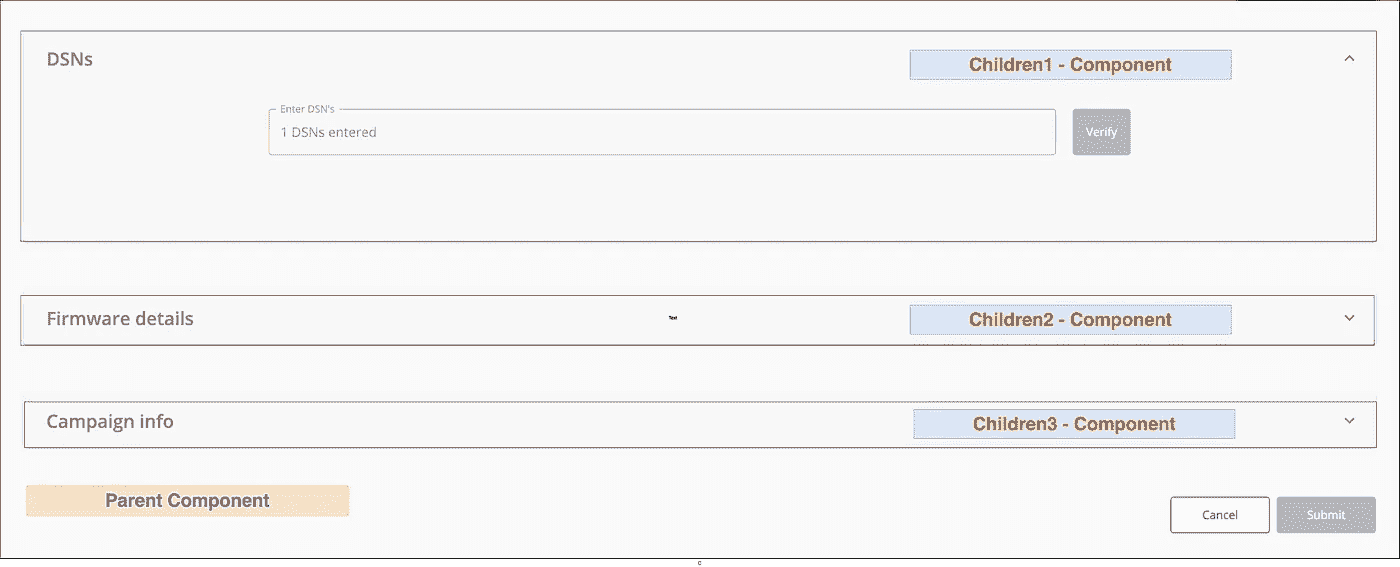 DSNs
Children1 - Component
Enter DSN's
1 DSNs entered
Verify
Firmware details
Text
Children2 - Component
Campaign info
Children3 - Component
Parent Component
Cancel
Submit